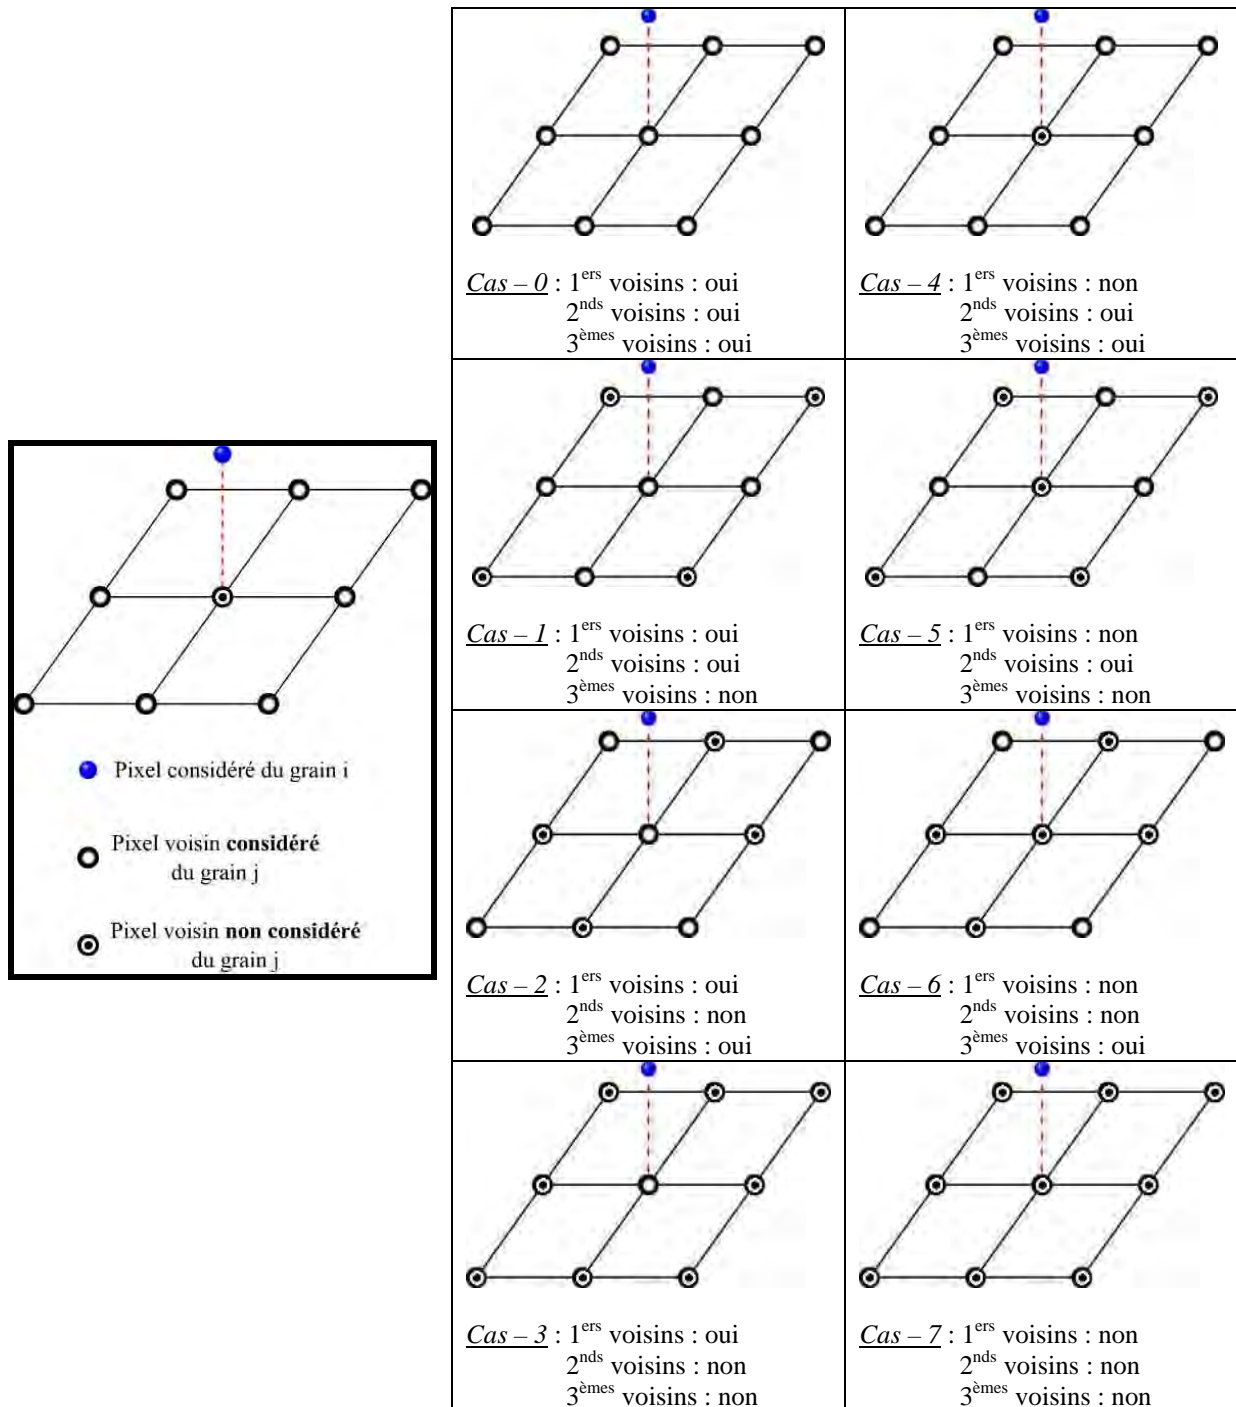 Pixel considéré du grain i
Pixel voisin considéré
du grain j
Pixel voisin non considéré
du grain j
Cas – 0 : 1ers voisins : oui
2nds voisins : oui
3èmes voisins : oui
Cas – 4 : 1ers voisins : non
2nds voisins : oui
3èmes voisins : oui
Cas – 1 : 1ers voisins : oui
2nds voisins : oui
3èmes voisins : non
Cas – 5 : 1ers voisins : non
2nds voisins : oui
3èmes voisins : non
Cas – 2 : 1ers voisins : oui
2nds voisins : non
3èmes voisins : oui
Cas – 6 : 1ers voisins : non
2nds voisins : non
3èmes voisins : oui
Cas – 3 : 1ers voisins : oui
2nds voisins : non
3èmes voisins : non
Cas – 7 : 1ers voisins : non
2nds voisins : non
3èmes voisins : non